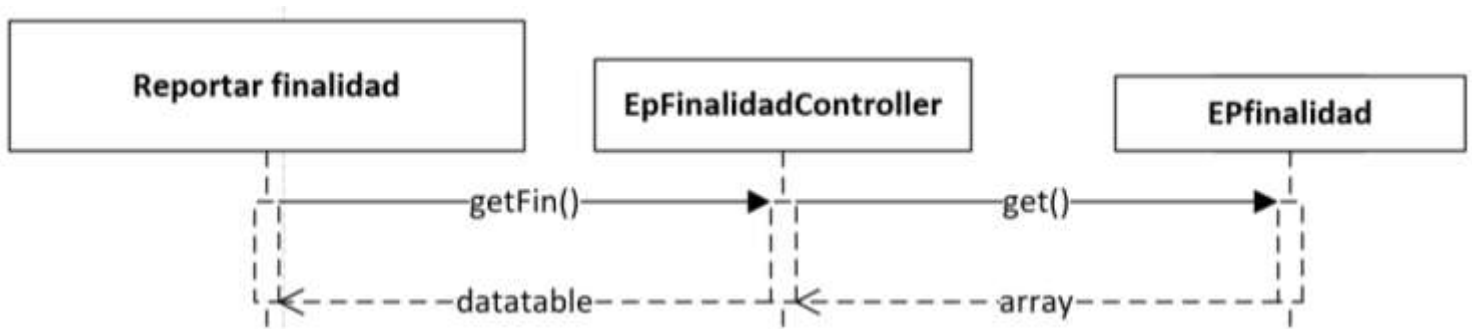 Reportar finalidad
EpFinalidadController
EPfinalidad
getFin()
get()
datatable
array